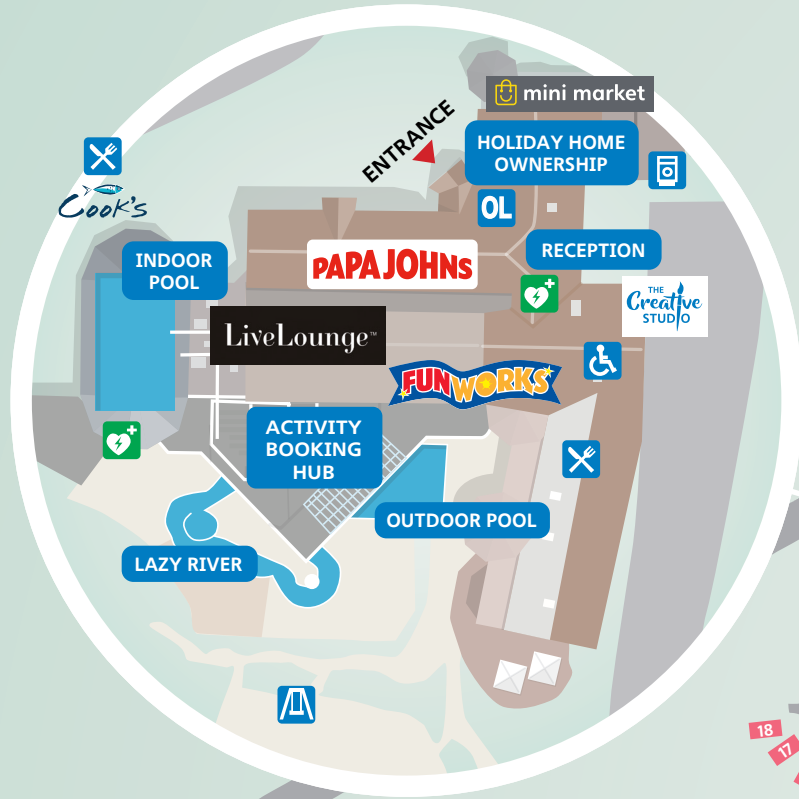 mini market
ENTRANCE
HOLIDAY HOME
OWNERSHIP
Cook's
OL
RECEPTION
INDOOR
POOL
PAPA JOHNS
THE
Creative
STUDIO
LiveLounge™
FUNWORKS
ACTIVITY
BOOKING
HUB
OUTDOOR POOL
LAZY RIVER
18
17